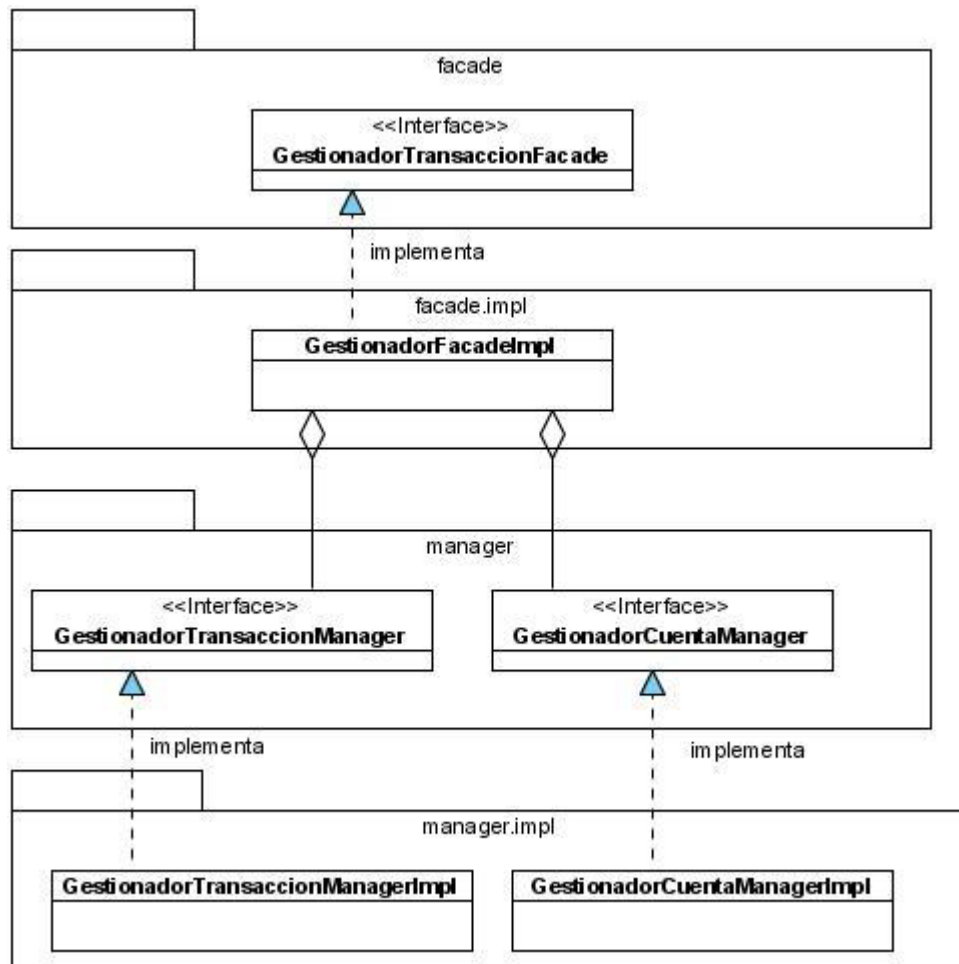 facade
<<Interface>>
GestionadorTransaccionFacade
implementa
facade.impl
GestionadorFacadeImpl
manager
<<Interface>>
GestionadorTransaccionManager
<<Interface>>
GestionadorCuentaManager
implementa
implementa
manager.impl
GestionadorTransaccionManagerImpl
GestionadorCuentaManagerImpl